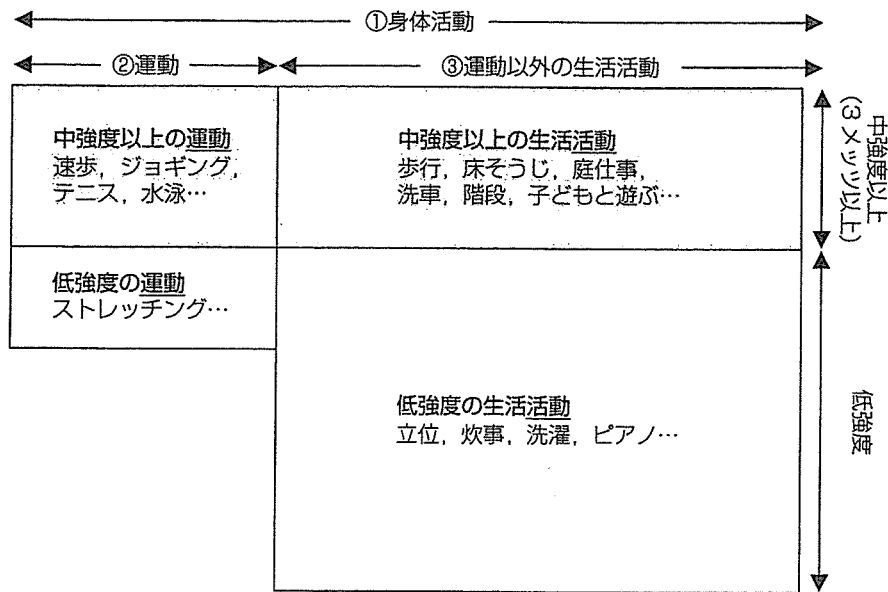 ①身体活動
②運動
③運動以外の生活活動
中強度以上の運動
速歩，ジョギング，
テニス，水泳…
中強度以上の生活活動
歩行，床そうじ，庭仕事，
洗車，階段，子どもと遊ぶ…
中強度以上
(3メッツ以上)
低強度の運動
ストレッチング…
低強度の生活活動
立位，炊事，洗濯，ピアノ…
低強度